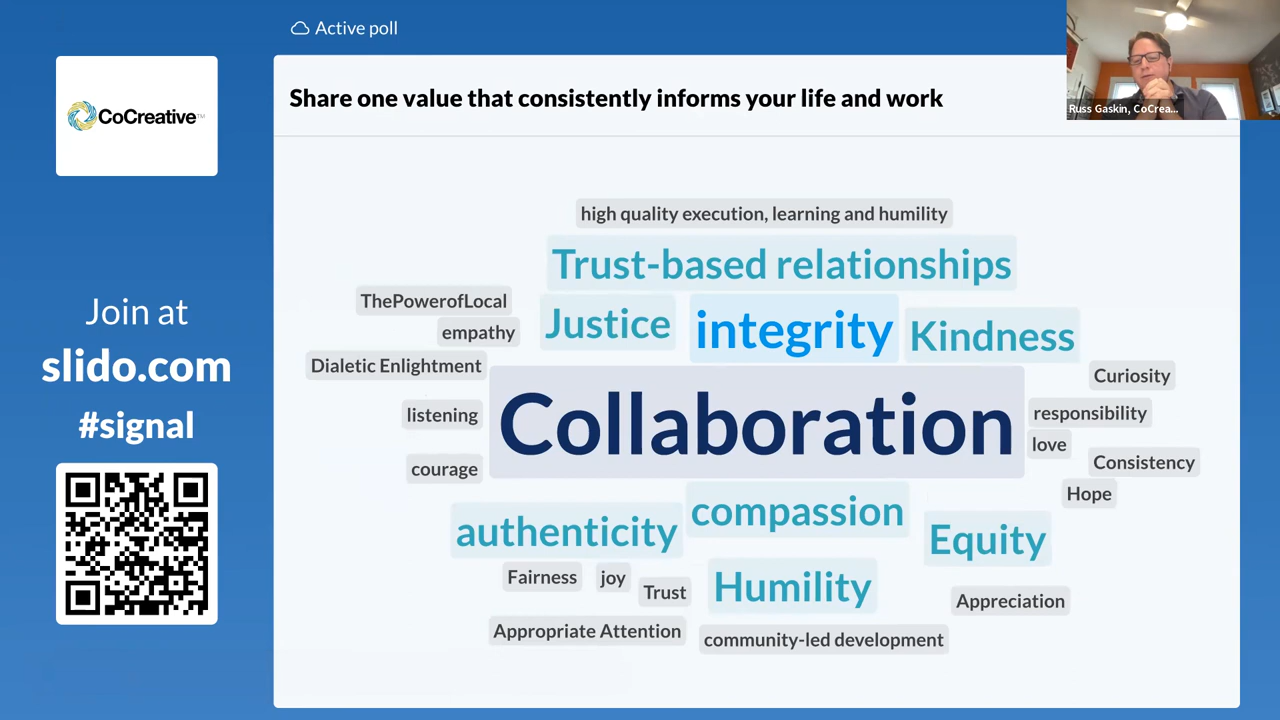 Active poll
CoCreative™
Share one value that consistently informs your life and work
Russ Gaskin, CoCrea...
Join at
slido.com
#signal
high quality execution, learning and humility
Trust-based relationships
ThePowerofLocal
empathy
Justice
integrity
Kindness
Dialetic Enlightment
Curiosity
listening
Collaboration
responsibility
love
courage
Consistency
Hope
authenticity
compassion
Equity
Fairness
joy
Trust
Humility
Appreciation
Appropriate Attention
community-led development